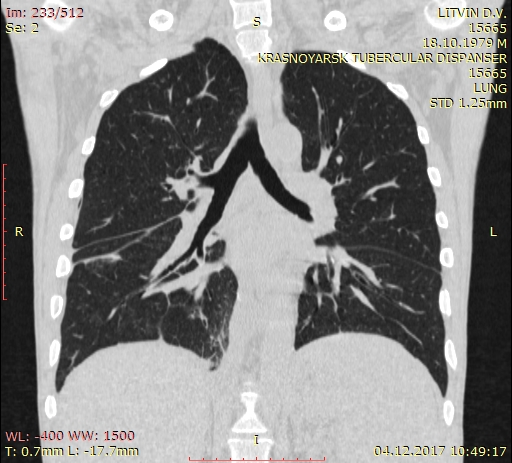 Im: 233/512
Se: 2
S
LITVIN D.V.
15665
18.10.1979 M
KRASNOYARSK TUBERCULAR DISPANSER
15665
LUNG
STD 1.25mm
R
L
WL: -400 WW: 1500
T: 0.7mm L: -17.7mm
I
04.12.2017 10:49:17